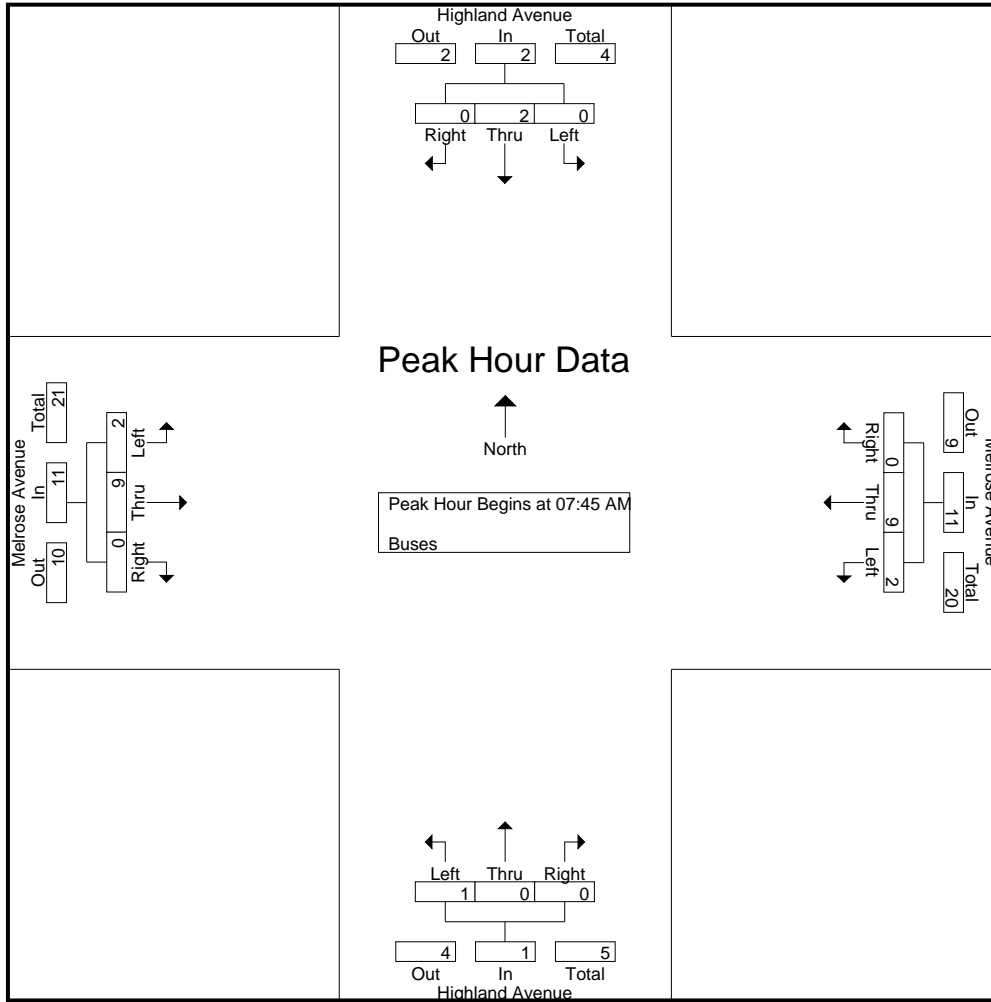 Highland Avenue
Out In Total
2 2 4
0 2 0
Right Thru Left
Peak Hour Data
North
Peak Hour Begins at 07:45 AM
Buses
Melrose Avenue
Total In Out
21 11 10
2 9 0
Left Thru Right
Melrose Avenue
Out In Total
9 11 20
0 9 2
Right Thru Left
Left Thru Right
1 0 0
4 1 5
Out In Total
Highland Avenue